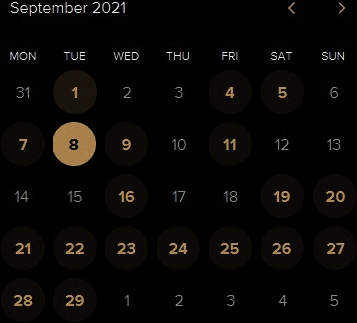 September 2021
MON TUE WED THU FRI SAT SUN
31 1 2 3 4 5 6
7 8 9 10 11 12 13
14 15 16 17 18 19 20
21 22 23 24 25 26 27
28 29 1 2 3 4 5